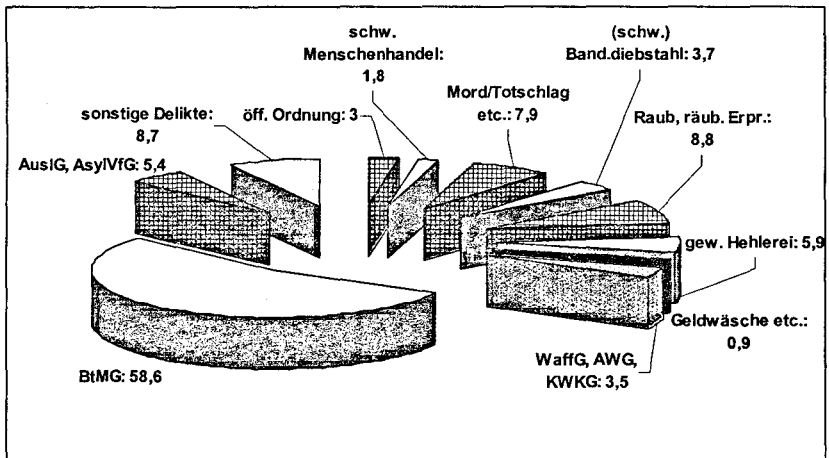 schw.
Menschenhandel:
1,8
(schw.)
Band.diebstahl: 3,7
Mord/Totschlag
etc.: 7,9
sonstige Delikte:
8,7
öff. Ordnung: 3
Raub, räub. Erpr.:
8,8
AuslG, AsylVfG: 5,4
gew. Hehlerei: 5,9
Geldwäsche etc.:
0,9
WaffG, AWG,
KWKG: 3,5
BtMG: 58,6